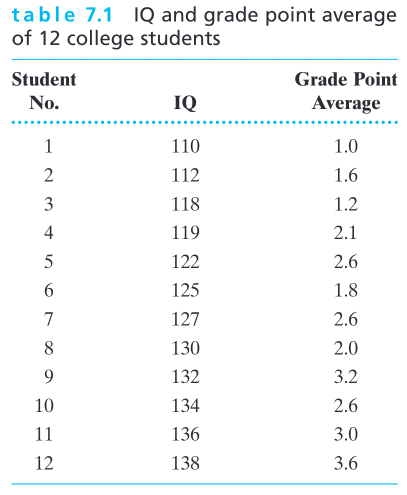 table 7.1 IQ and grade point average
of 12 college students
Student Grade Point
No. IQ Average
1 110 1.0
2 112 1.6
3 118 1.2
4 119 2.1
5 122 2.6
6 125 1.8
7 127 2.6
8 130 2.0
9 132 3.2
10 134 2.6
11 136 3.0
12 138 3.6